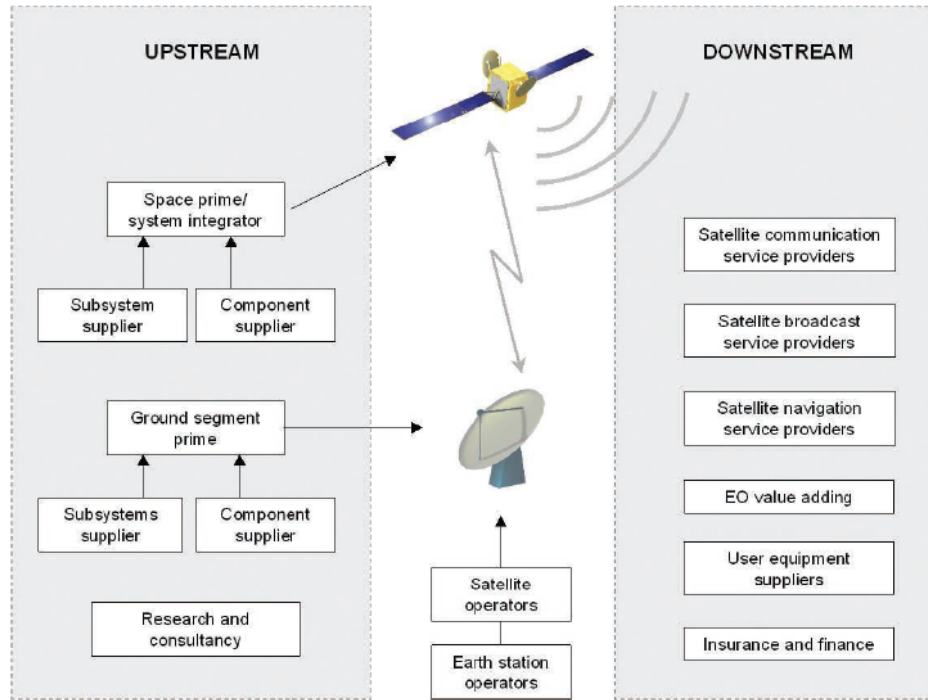 UPSTREAM
Space prime/
system integrator
Subsystem
supplier
Component
supplier
Ground segment
prime
Subsystems
supplier
Component
supplier
Research and
consultancy
Satellite
operators
Earth station
operators
DOWNSTREAM
Satellite communication
service providers
Satellite broadcast
service providers
Satellite navigation
service providers
EO value adding
User equipment
suppliers
Insurance and finance